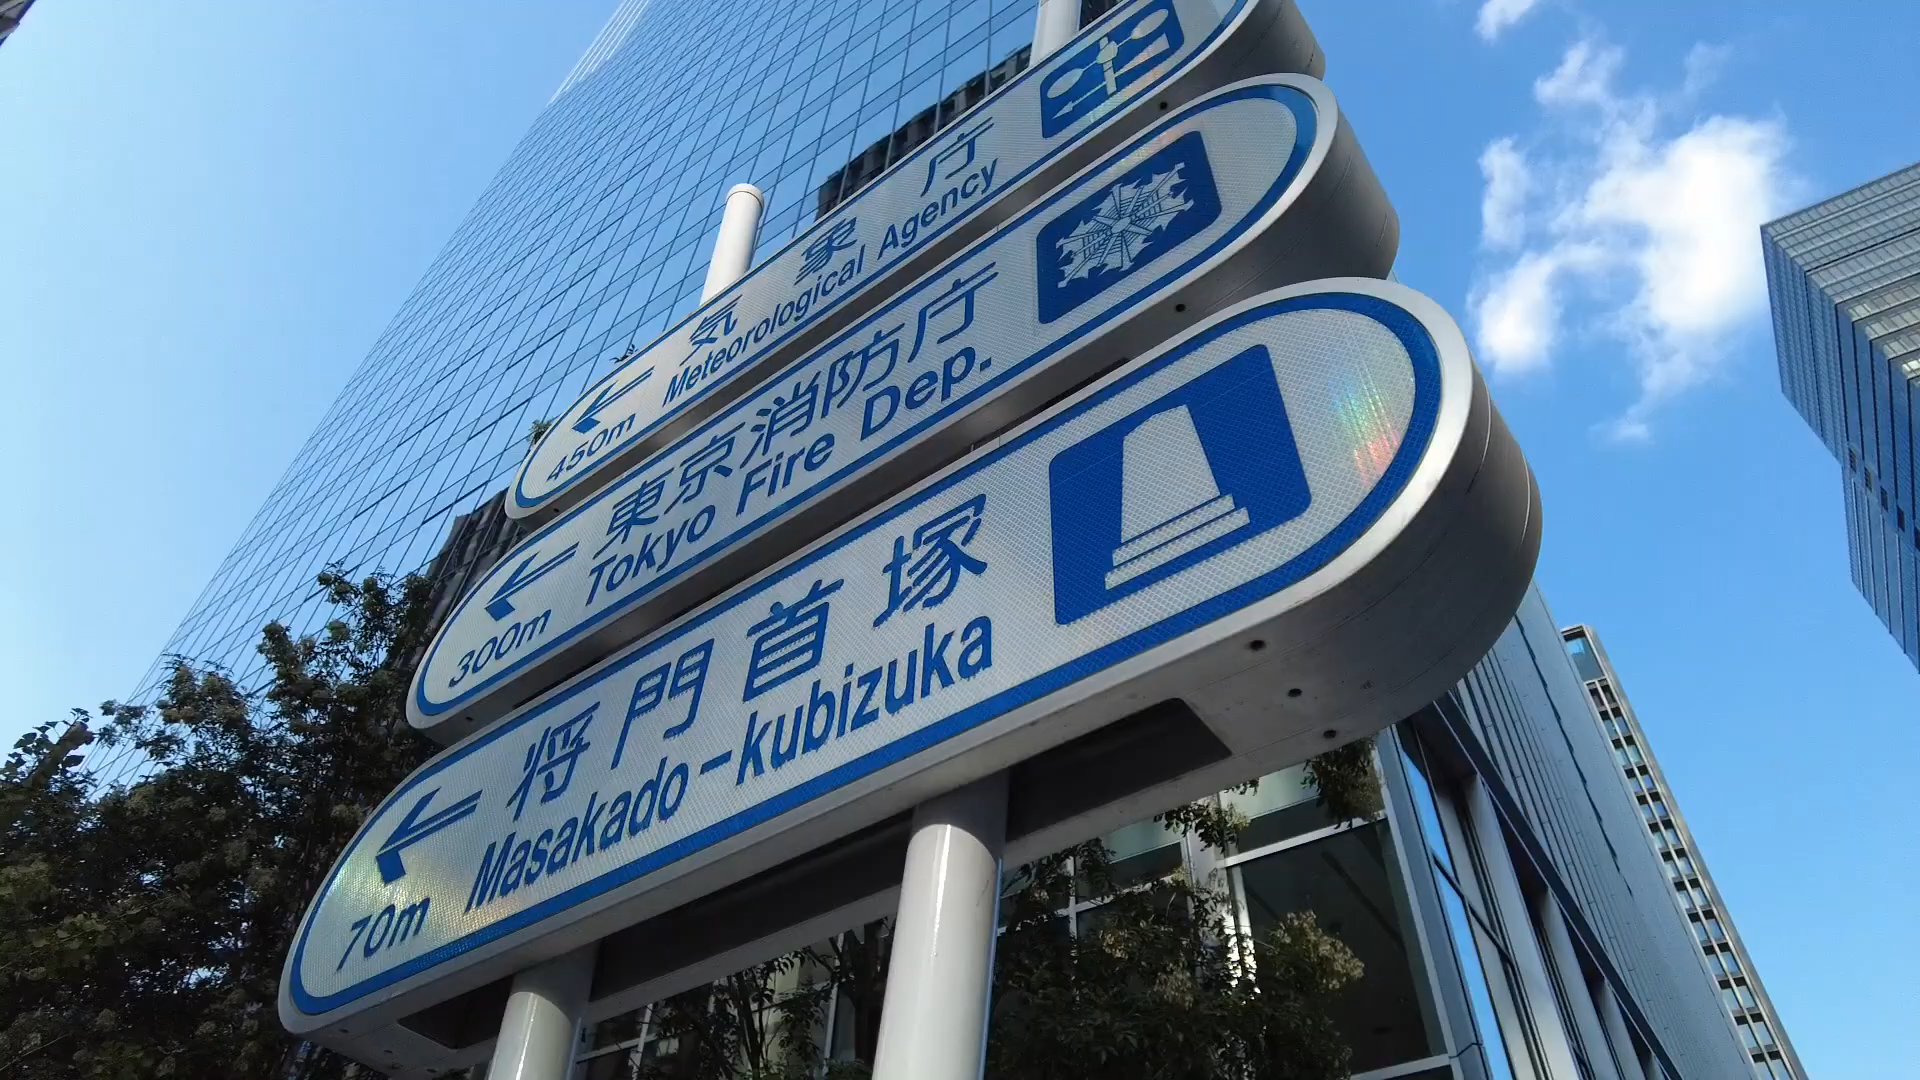 気象庁
Meteorological Agency
450m
東京消防庁
Tokyo Fire Dep.
300m
将門首塚
Masakado-kubizuka
70m